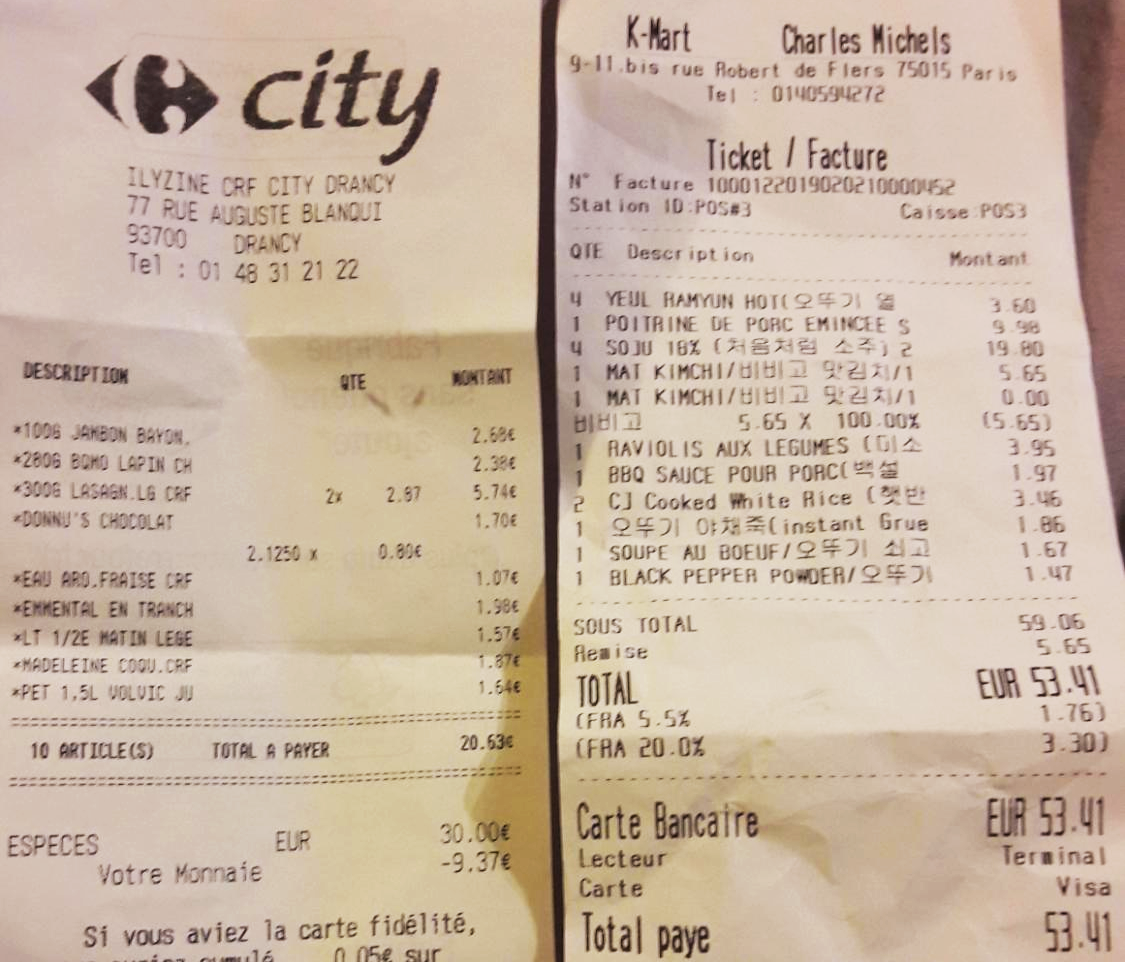 city
ILYZINE CRF CITY DRANCY
77 RUE AUGUSTE BLANQUI
93700 DRANCY
Tel : 01 48 31 21 22
DESCRIPTION QTE MONTANT
*100G JAMBON BAYON. 2.68€
*280G BQMO LAPIN CH 2.38€
*300G LASAGN.LG CRF 2x 2.87 5.74€
*DONNU'S CHOCOLAT 1.70€
2.1250 x 0.80€
*EAU ARO.FRAISE CRF 1.07€
*EMMENTAL EN TRANCH 1.98€
*LT 1/2E MATIN LEGE 1.57€
*MADELEINE COQU.CRF 1.87€
*PET 1,5L VOLVIC JU 1.64€
10 ARTICLE(S) TOTAL A PAYER 20.63€
ESPECES EUR 30.00€
Votre Monnaie -9.37€
Si vous aviez la carte fidélité,
cumulé 0.05€ sur
K-Mart Charles Michels
9-11.bis rue Robert de Flers 75015 Paris
Tel : 0140594272
Ticket / Facture
N° Facture 1000122019020210000452
Station ID:POS#3 Caisse:POS3
QTE Description Montant
4 YEUL RAMYUN HOT(오뚜기 열 3.60
1 POITRINE DE PORC EMINCEE S 9.98
4 SOJU 18% (처음처럼 소주) 2 19.80
1 MAT KIMCHI/비비고 맛김치/1 5.65
1 MAT KIMCHI/비비고 맛김치/1 0.00
비비고 5.65 X 100.00% (5.65)
1 RAVIOLIS AUX LEGUMES (미소 3.95
1 BBQ SAUCE POUR PORC(백설 1.97
2 CJ Cooked White Rice (햇반 3.46
1 오뚜기 야채죽(instant Grue 1.86
1 SOUPE AU BOEUF/오뚜기 쇠고 1.67
1 BLACK PEPPER POWDER/오뚜기 1.47
SOUS TOTAL 59.06
Remise 5.65
TOTAL EUR 53.41
(FRA 5.5% 1.76)
(FRA 20.0% 3.30)
Carte Bancaire EUR 53.41
Lecteur Terminal
Carte Visa
Total paye 53.41